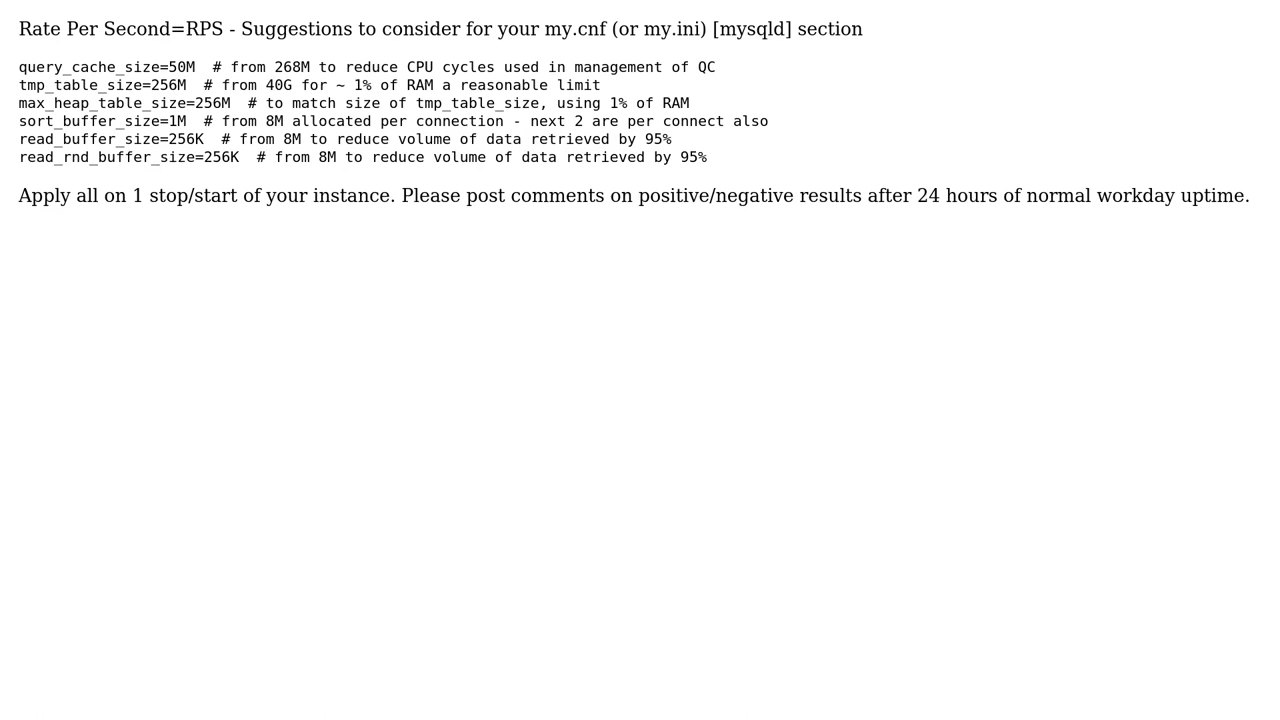 Rate Per Second=RPS - Suggestions to consider for your my.cnf (or my.ini) [mysqld] section
query_cache_size=50M  # from 268M to reduce CPU cycles used in management of QC
tmp_table_size=256M  # from 40G for ~ 1% of RAM a reasonable limit
max_heap_table_size=256M  # to match size of tmp_table_size, using 1% of RAM
sort_buffer_size=1M  # from 8M allocated per connection - next 2 are per connect also
read_buffer_size=256K  # from 8M to reduce volume of data retrieved by 95%
read_rnd_buffer_size=256K  # from 8M to reduce volume of data retrieved by 95%
Apply all on 1 stop/start of your instance. Please post comments on positive/negative results after 24 hours of normal workday uptime.